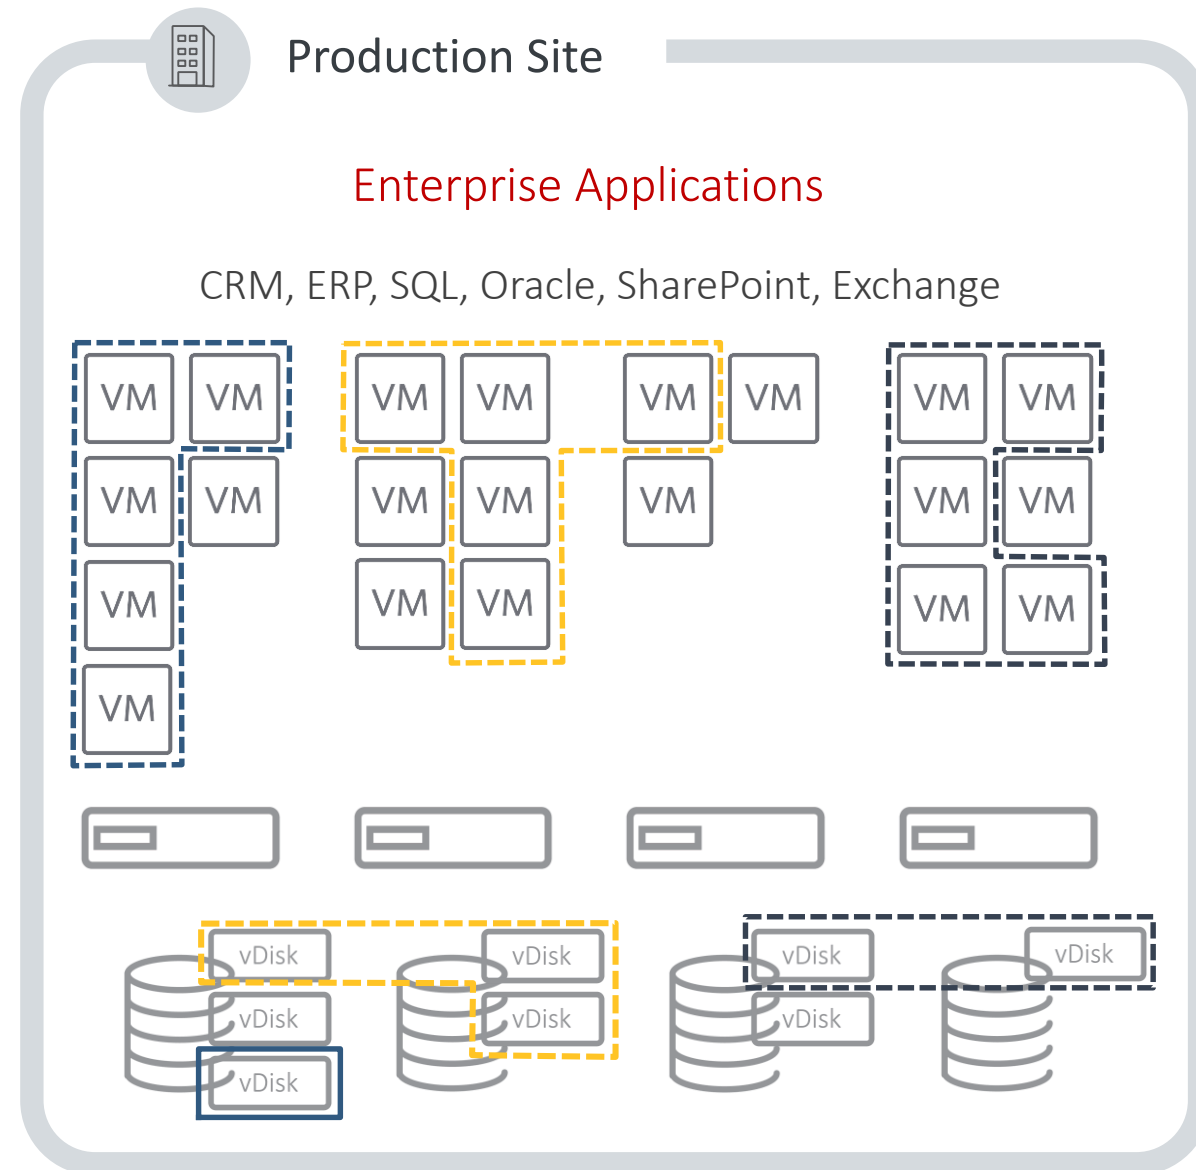 Production Site
Enterprise Applications
CRM, ERP, SQL, Oracle, SharePoint, Exchange
VM VM VM VM VM VM VM VM
VM VM VM VM VM VM VM
VM VM VM VM VM
VM
vDisk vDisk vDisk vDisk
vDisk vDisk vDisk
vDisk